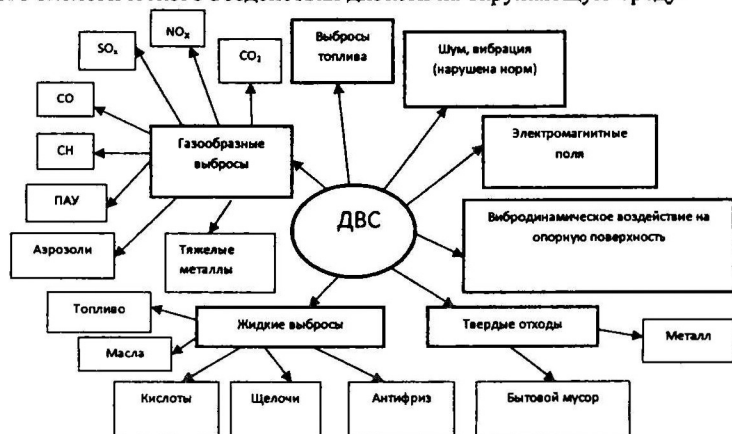 NOₓ
SOₓ
CO₂
Выбросы
топлива
Шум, вибрация
(нарушена норм)
CO
CH
Газообразные
выбросы
Электромагнитные
поля
ПАУ
ДВС
Вибродинамическое воздействие на
опорную поверхность
Аэрозоли
Тяжелые
металлы
Топливо
Жидкие выбросы
Твердые отходы
Металл
Масла
Кислоты
Щелочи
Антифриз
Бытовой мусор